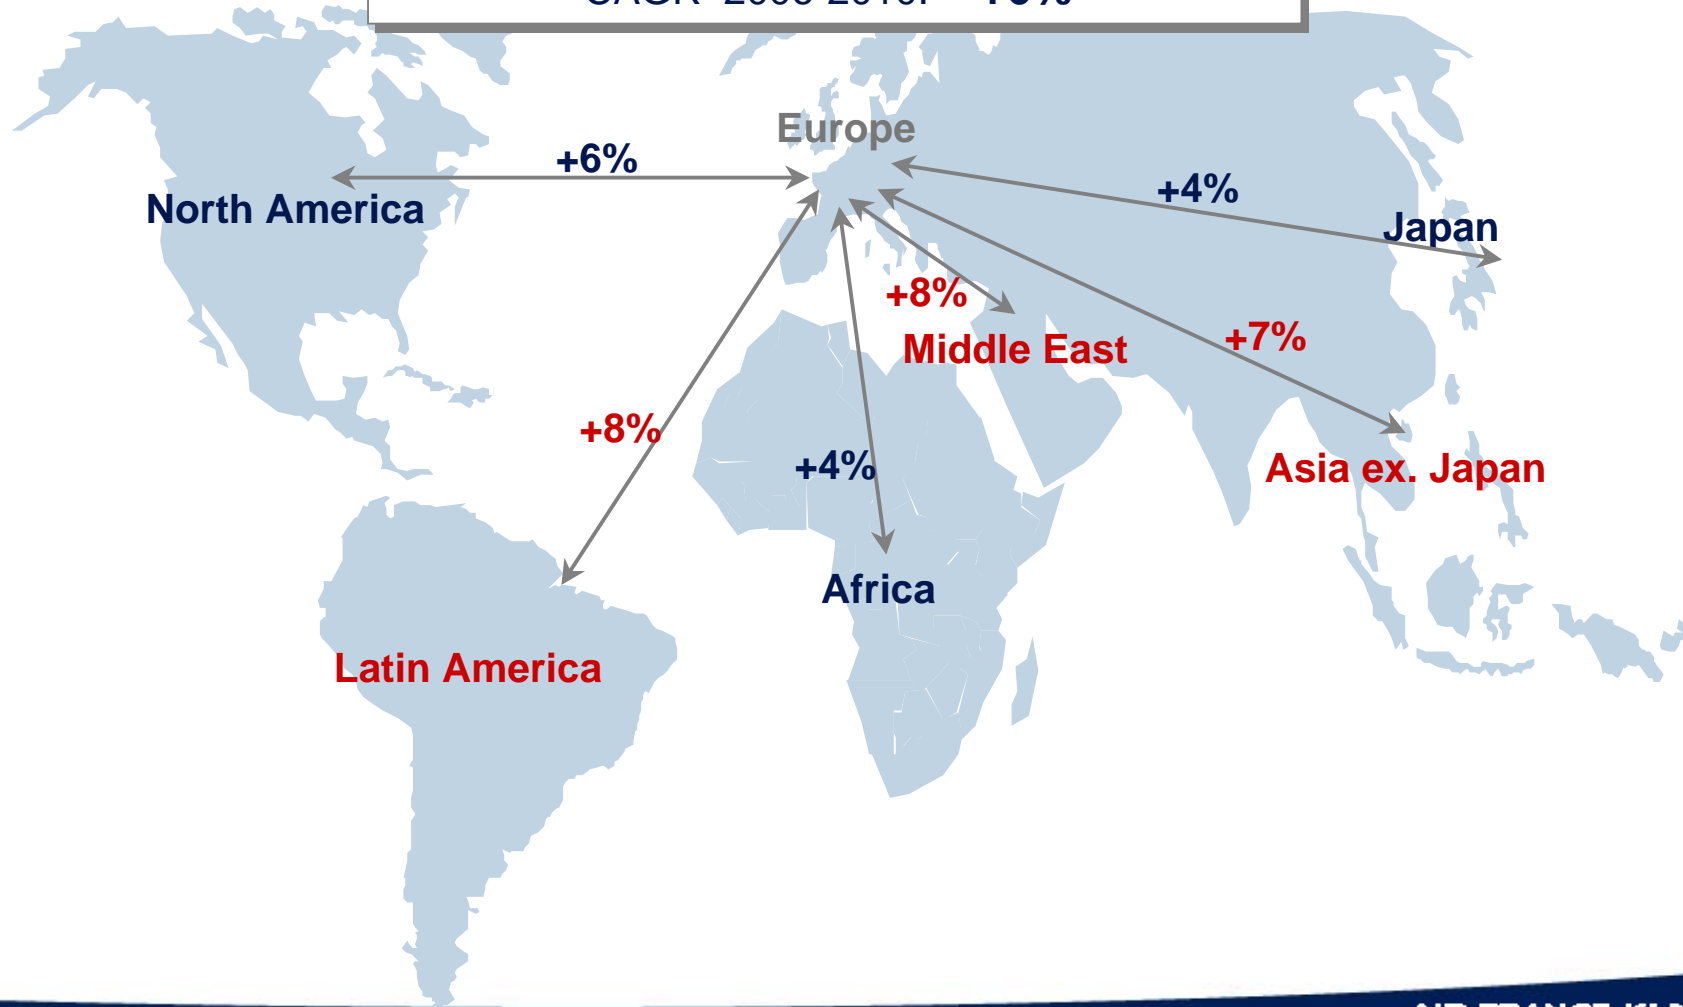 Europe
+6%
+4%
North America
Japan
+8%
+7%
Middle East
+8%
+4%
Asia ex. Japan
Africa
Latin America